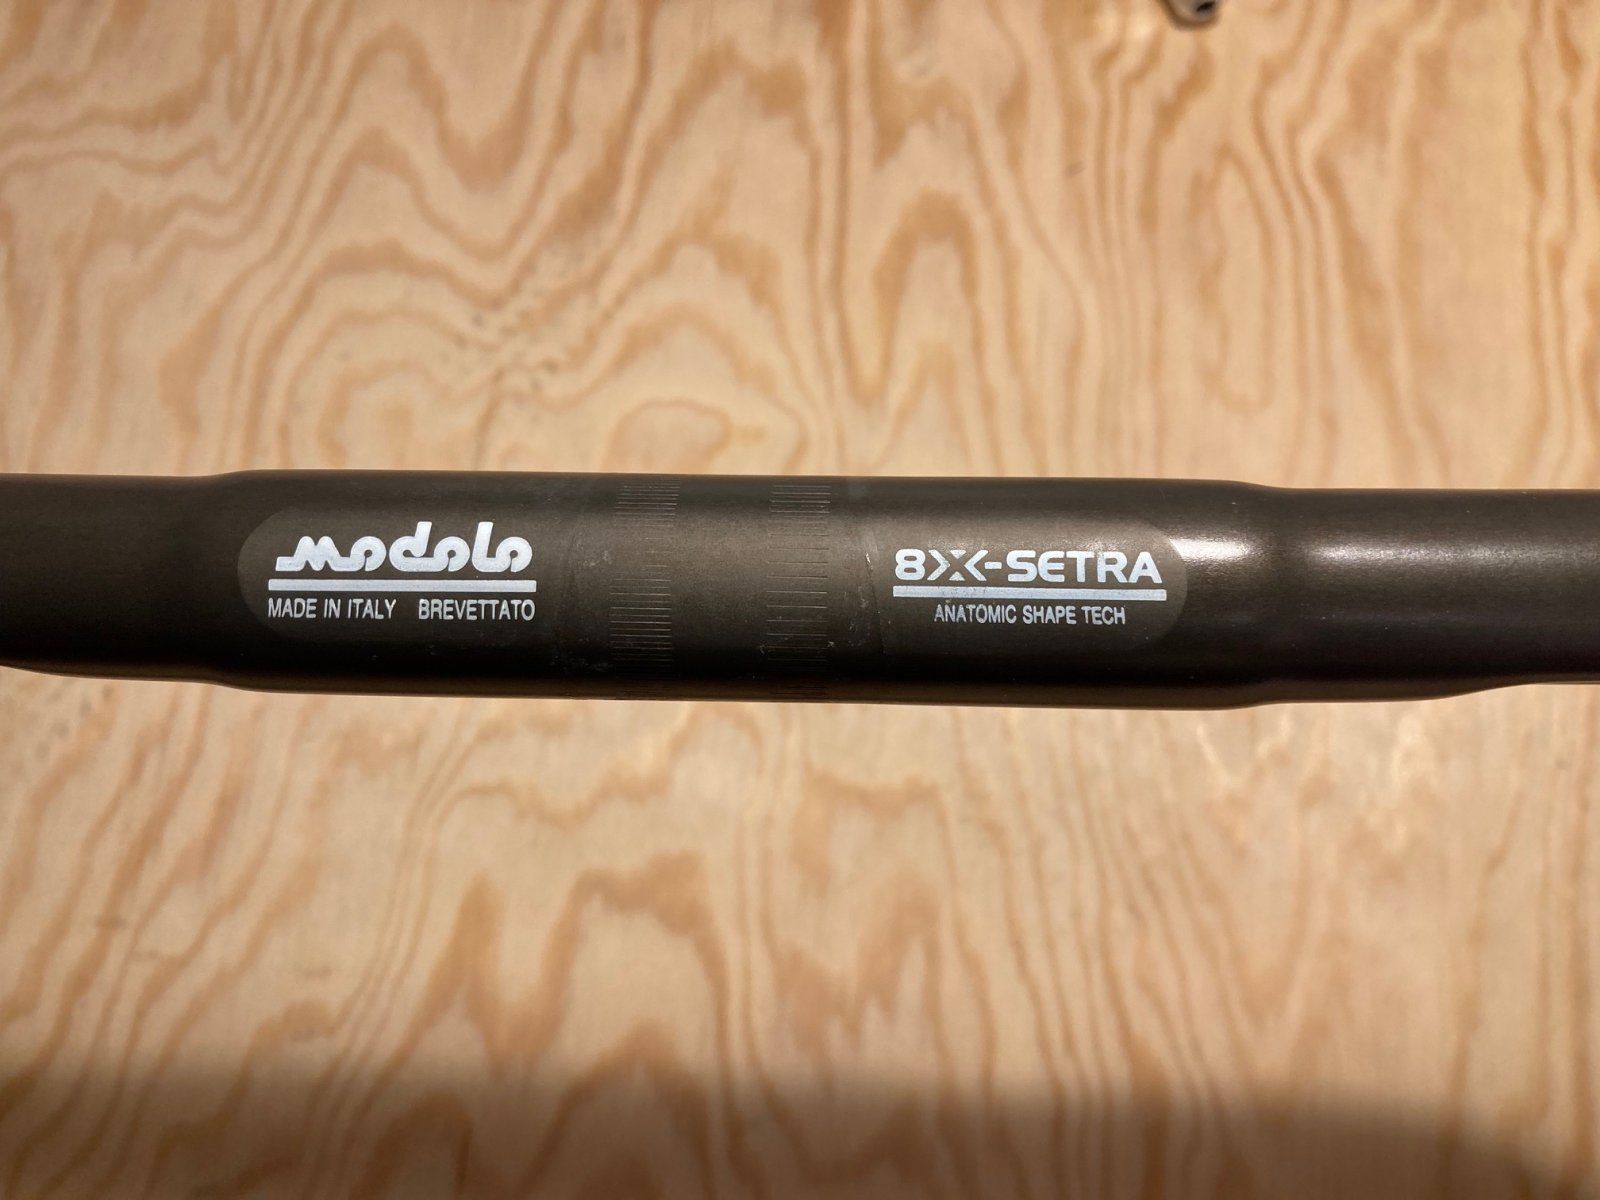 modolo
MADE IN ITALY BREVETTATO
8X-SETRA
ANATOMIC SHAPE TECH